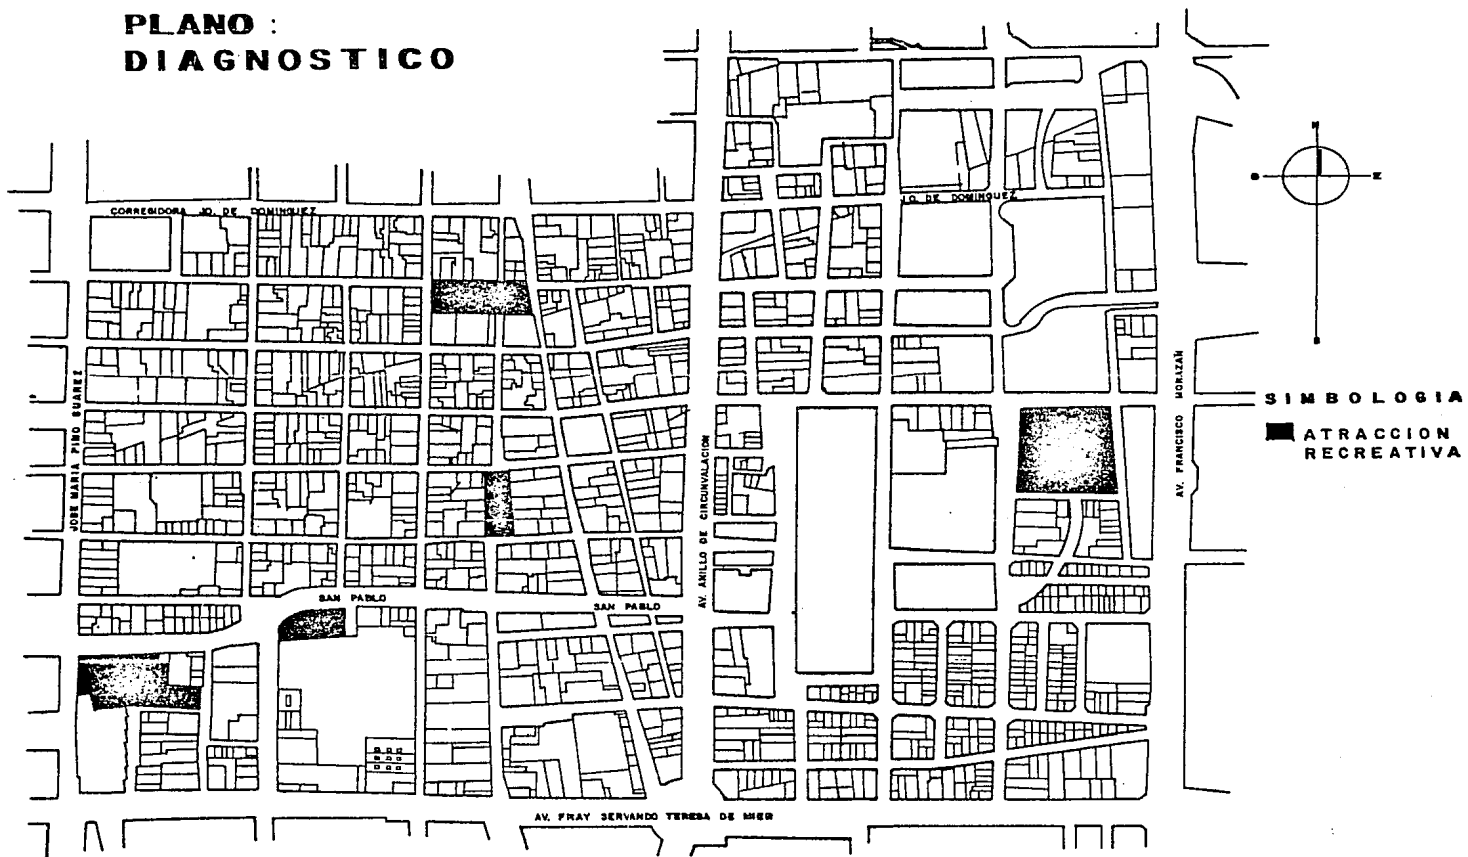 PLANO :
DIAGNOSTICO
CORREGIDORA JO. DE DOMINGUEZ
JO. DE DOMINGUEZ
N
S
JOSE MARIA PINO SUAREZ
AV. ANILLO DE CIRCUNVALACION
AV. FRANCISCO MORAZAÑ
SIMBOLOGIA
ATRACCION
RECREATIVA
SAN PABLO
SAN PABLO
AV. FRAY SERVANDO TERESA DE MIER